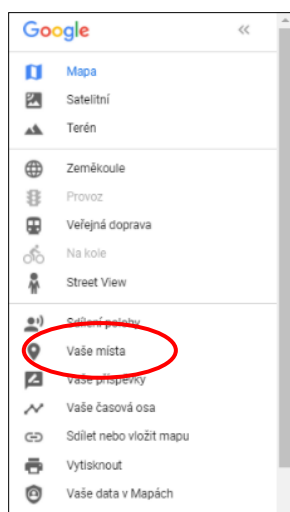 Google
Mapa
Satelitní
Terén
Zeměkoule
Provoz
Veřejná doprava
Na kole
Street View
Sdílení polohy
Vaše místa
Vaše příspěvky
Vaše časová osa
Sdílet nebo vložit mapu
Vytisknout
Vaše data v Mapách